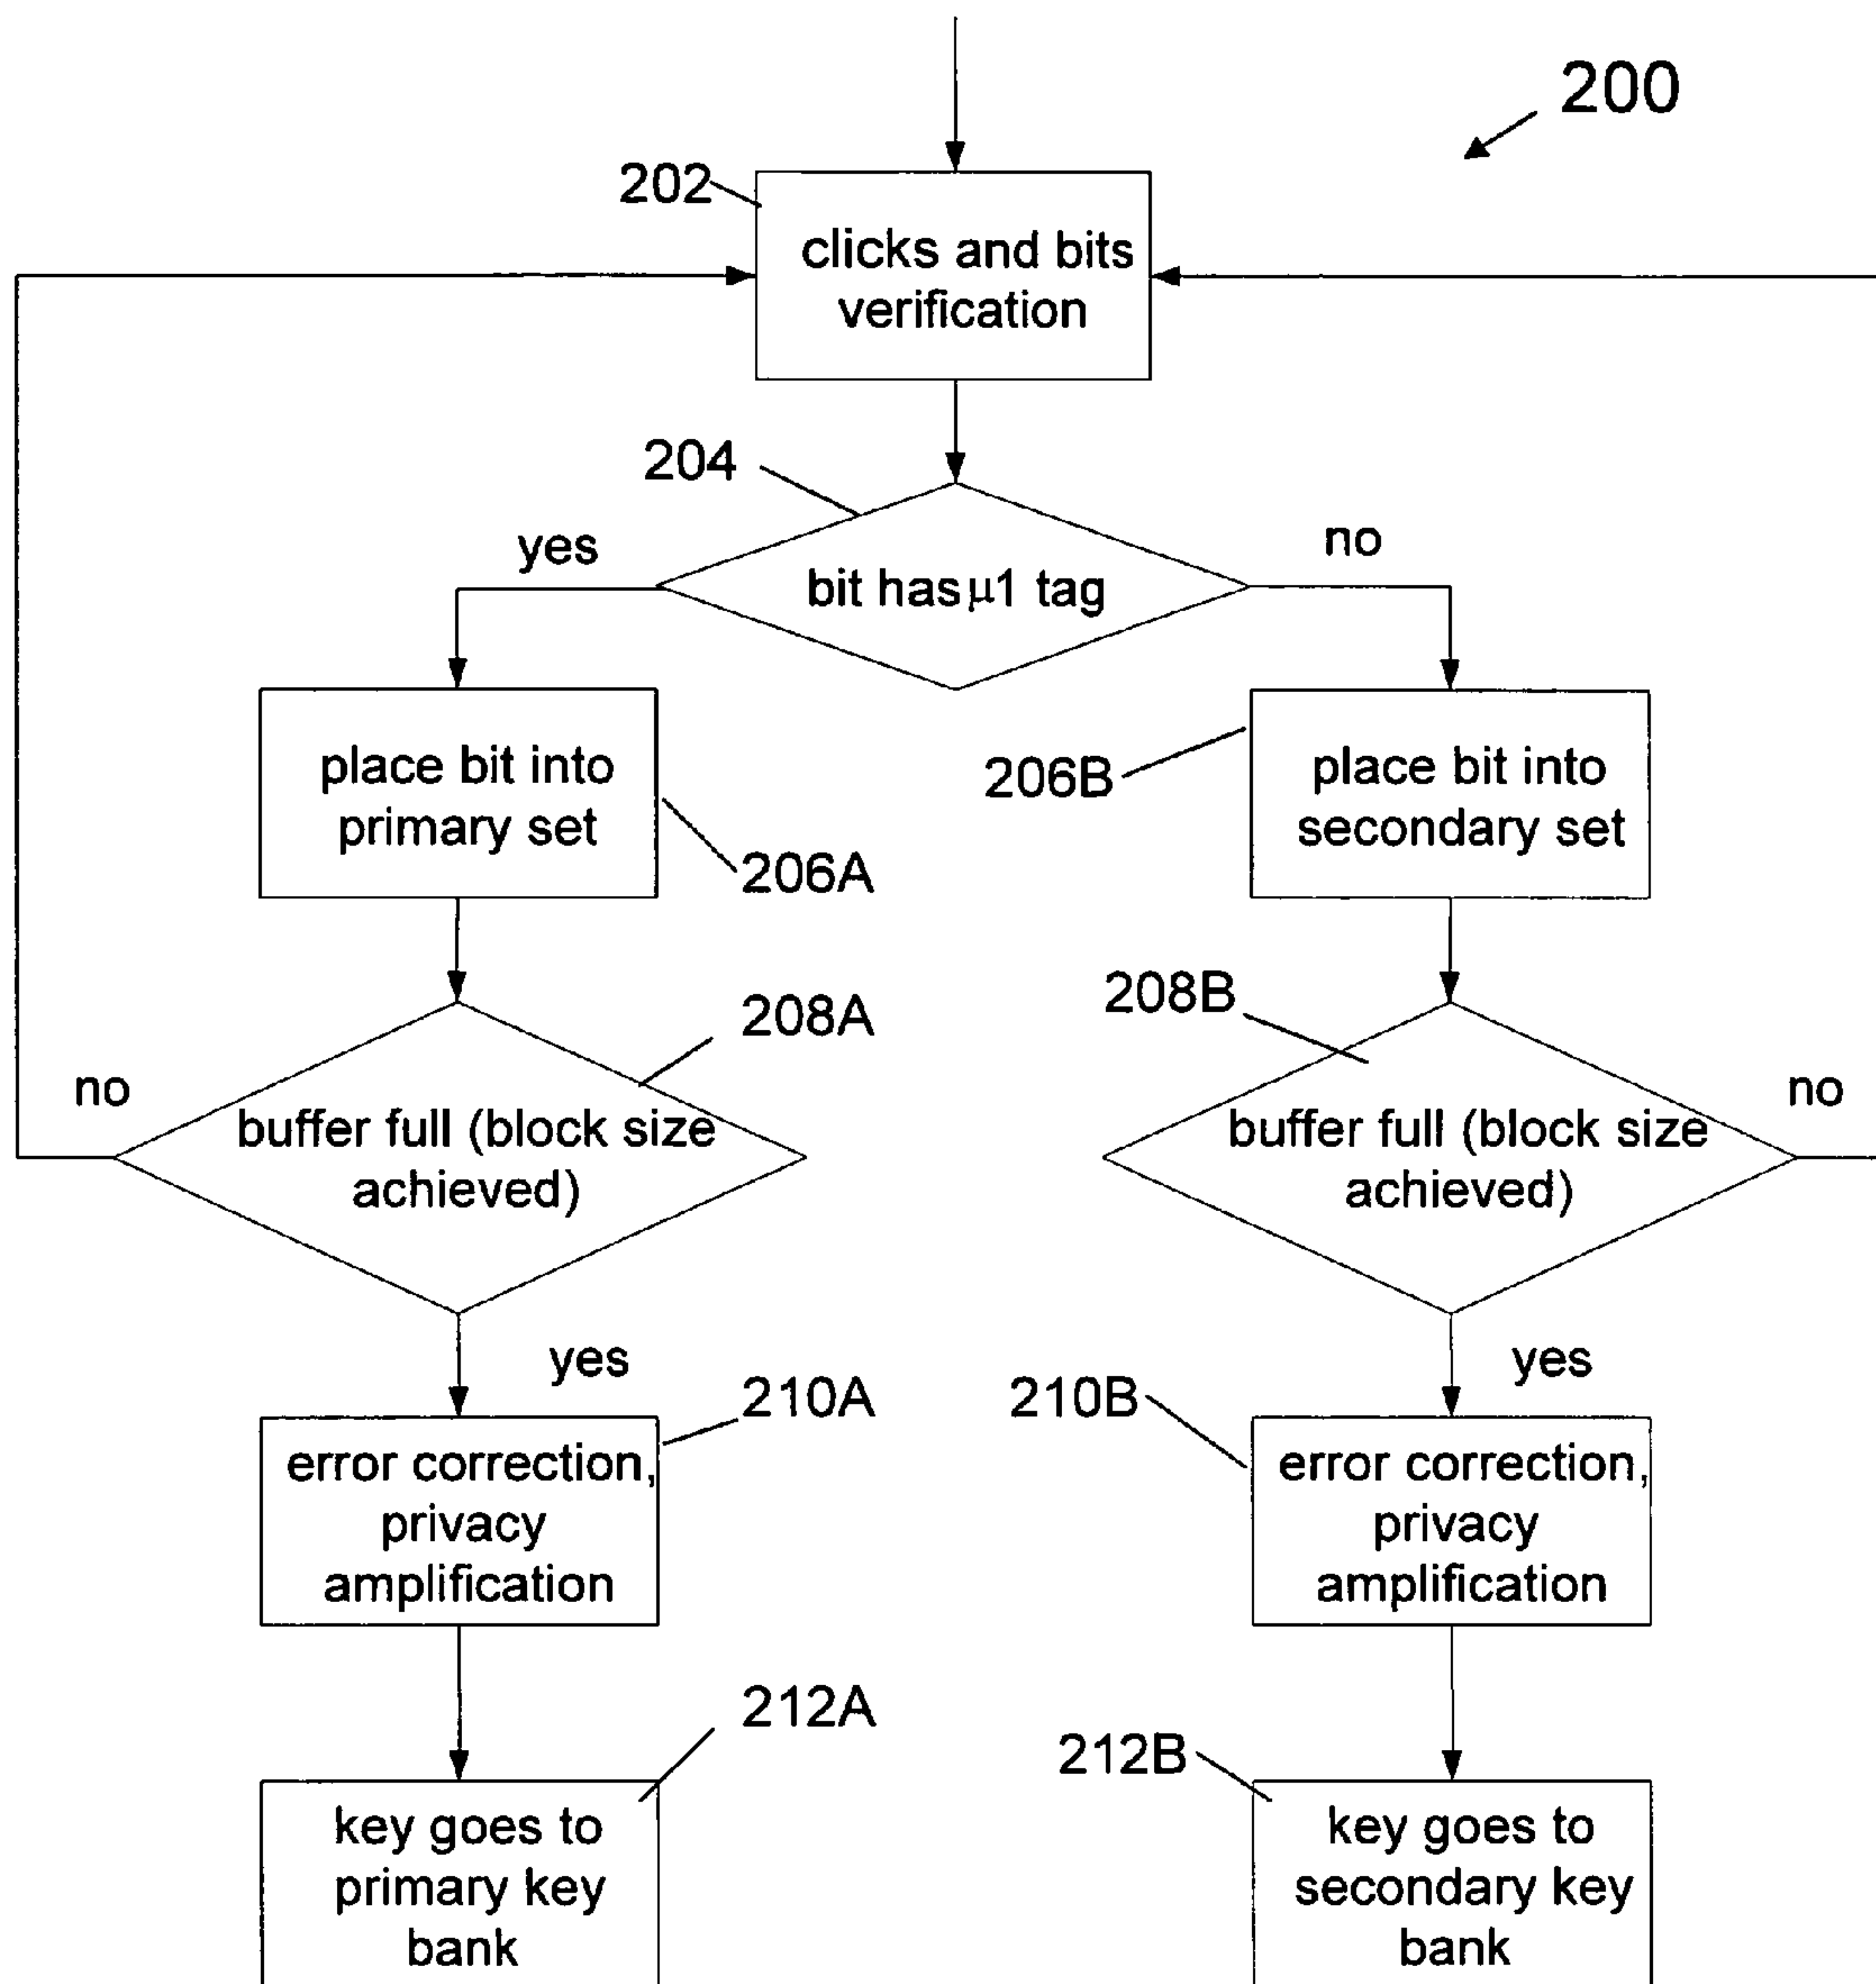 200
202
clicks and bits
verification
204
yes
no
bit has µ1 tag
place bit into
primary set
206A
206B
place bit into
secondary set
208A
208B
no
buffer full (block size
achieved)
buffer full (block size
achieved)
no
yes
yes
210A
210B
error correction,
privacy
amplification
error correction,
privacy
amplification
212A
212B
key goes to
primary key
bank
key goes to
secondary key
bank